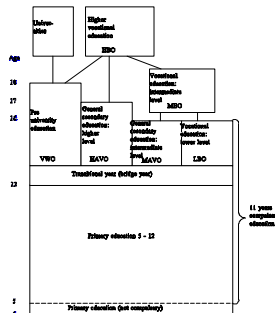 Univer-
sities
Higher
vocational
education
HBO
Age
Vocational
education:
intermediate
level
MBO
18
17
16
Pre
university
education
VWO
General
secondary
education:
higher
level
HAVO
General
secondary
education:
intermediate
level
MAVO
Vocational
education:
lower level
LBO
Transitional year (bridge year)
12
Primary education 5 - 12
11 years
compulsory
education
5
Primary education (not compulsory)